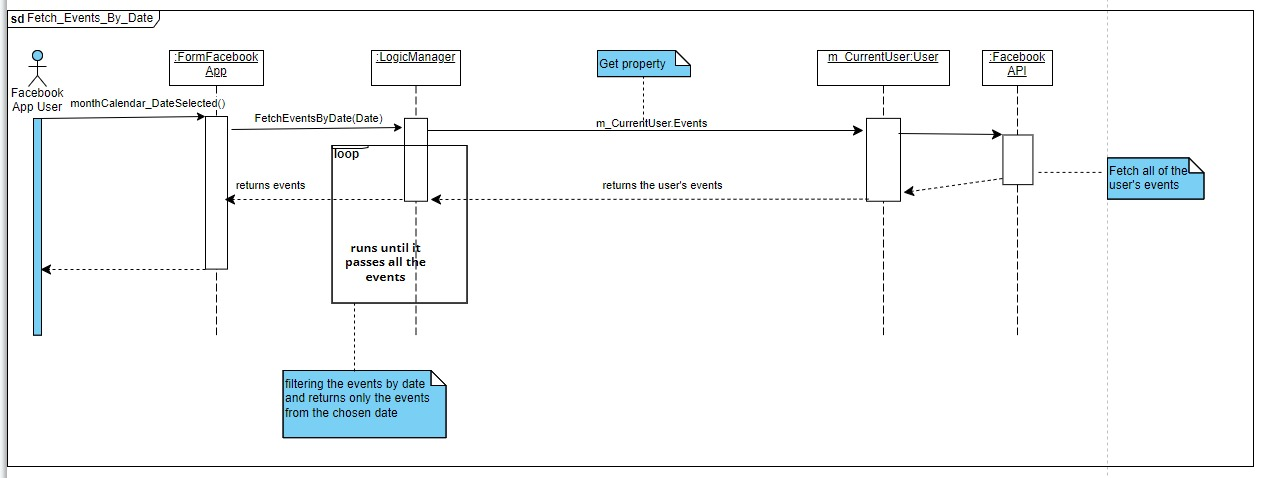 sd Fetch_Events_By_Date
:FormFacebook
App
:LogicManager
Get property
m_CurrentUser:User
:Facebook
API
Facebook
App User
monthCalendar_DateSelected()
FetchEventsByDate(Date)
m_CurrentUser.Events
loop
Fetch all of the
user's events
returns events
returns the user's events
runs until it
passes all the
events
filtering the events by date
and returns only the events
from the chosen date